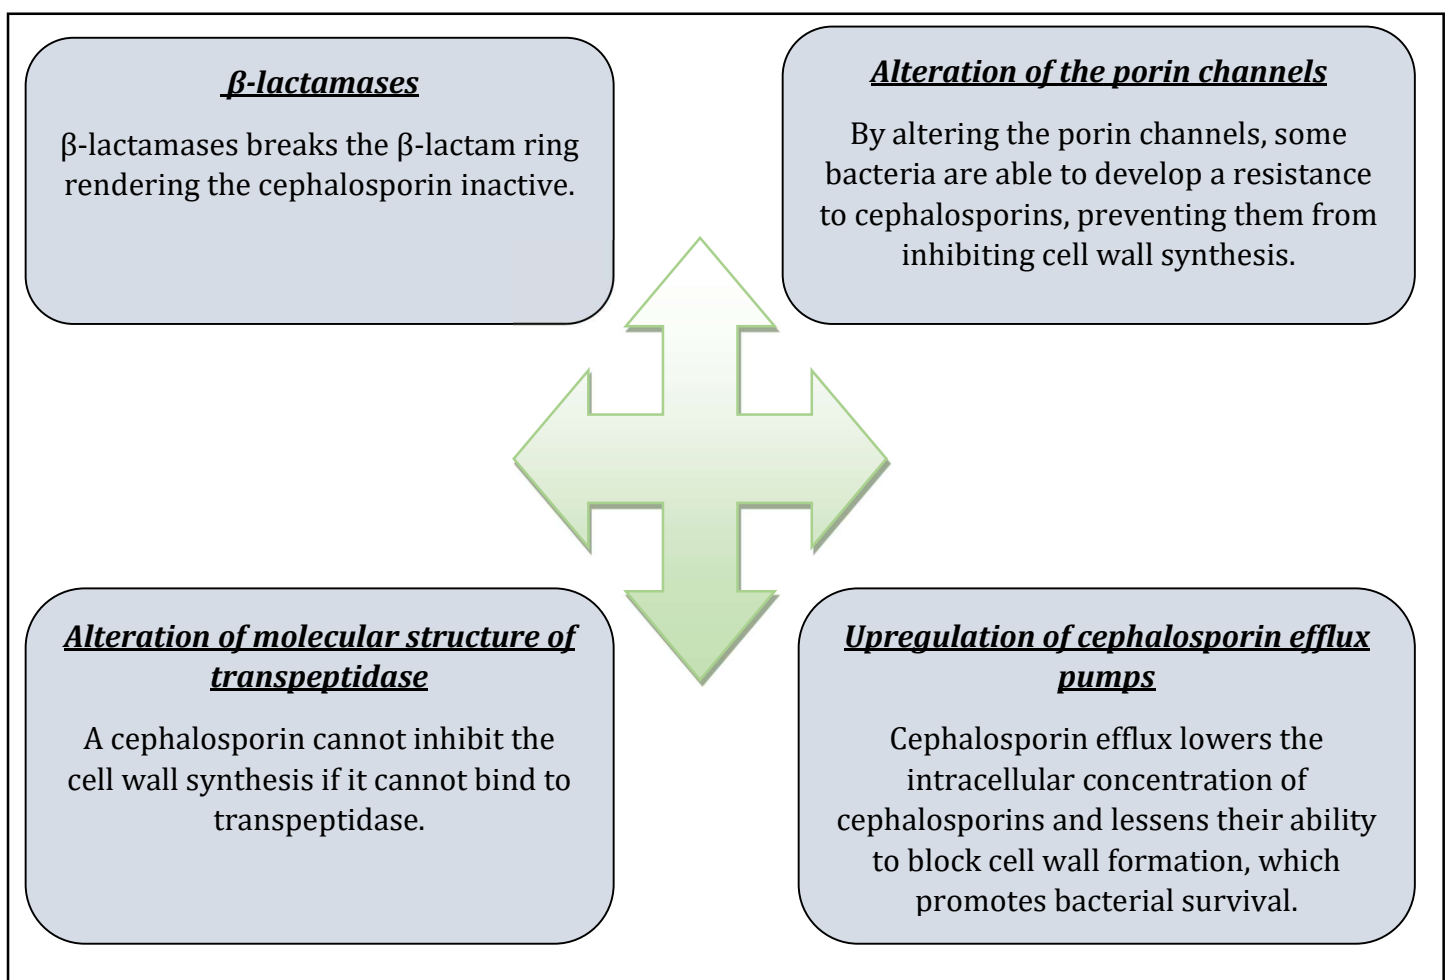 β-lactamases
β-lactamases breaks the β-lactam ring
rendering the cephalosporin inactive.
Alteration of the porin channels
By altering the porin channels, some
bacteria are able to develop a resistance
to cephalosporins, preventing them from
inhibiting cell wall synthesis.
Alteration of molecular structure of
transpeptidase
A cephalosporin cannot inhibit the
cell wall synthesis if it cannot bind to
transpeptidase.
Upregulation of cephalosporin efflux
pumps
Cephalosporin efflux lowers the
intracellular concentration of
cephalosporins and lessens their ability
to block cell wall formation, which
promotes bacterial survival.